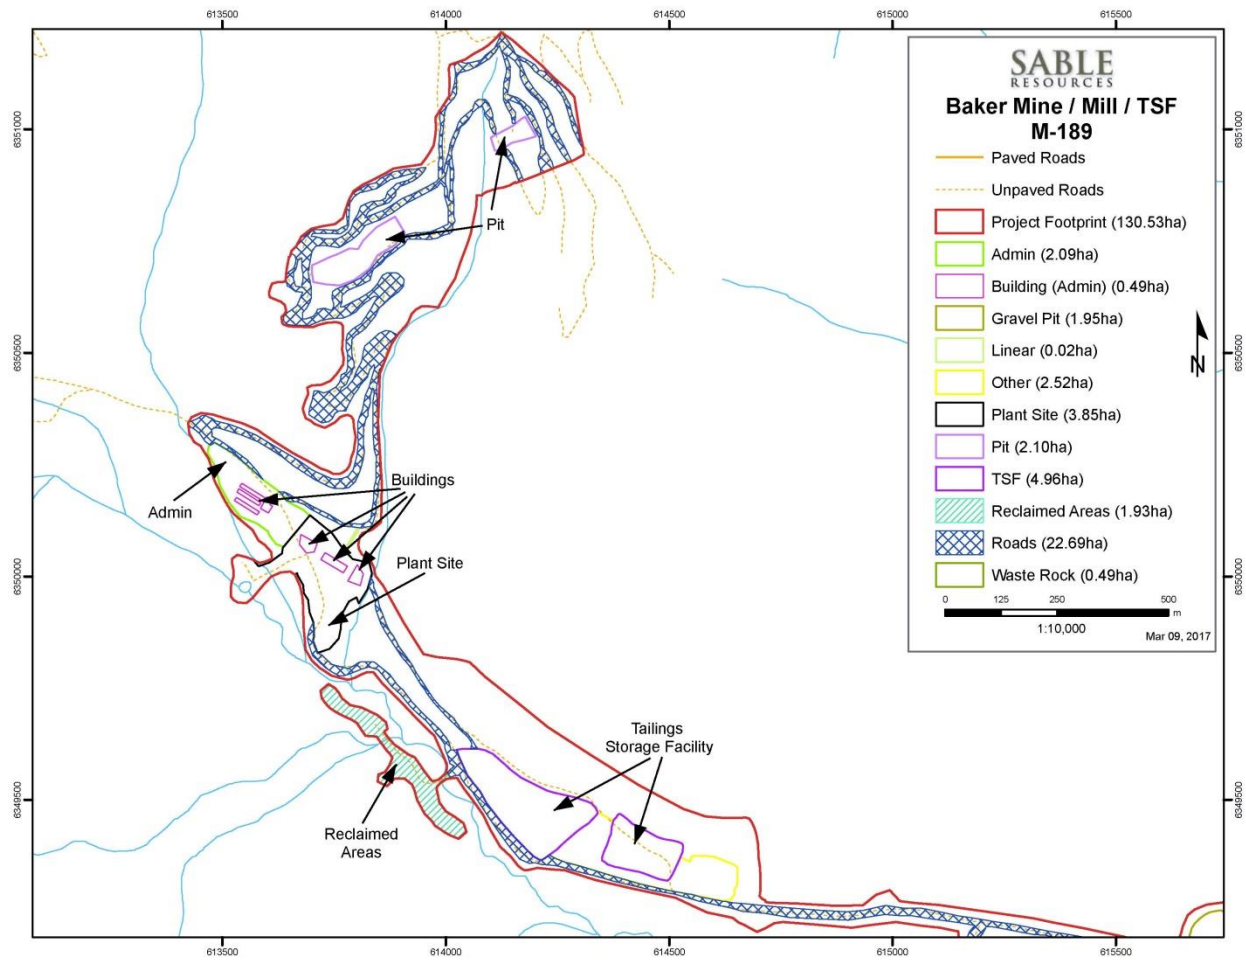 613500 614000 614500 615000 615500
6351000 6351000
6350500 6350500
6350000 6350000
6349500 6349500
SABLE
RESOURCES
Baker Mine / Mill / TSF
M-189
Paved Roads
Unpaved Roads
Project Footprint (130.53ha)
Admin (2.09ha)
Building (Admin) (0.49ha)
Gravel Pit (1.95ha)
Linear (0.02ha)
Other (2.52ha)
Plant Site (3.85ha)
Pit (2.10ha)
TSF (4.96ha)
Reclaimed Areas (1.93ha)
Roads (22.69ha)
Waste Rock (0.49ha)
0 125 250 500
m
1:10,000
Mar 09, 2017
N
Pit
Buildings
Admin
Plant Site
Tailings
Storage Facility
Reclaimed
Areas
613500 614000 614500 615000 615500